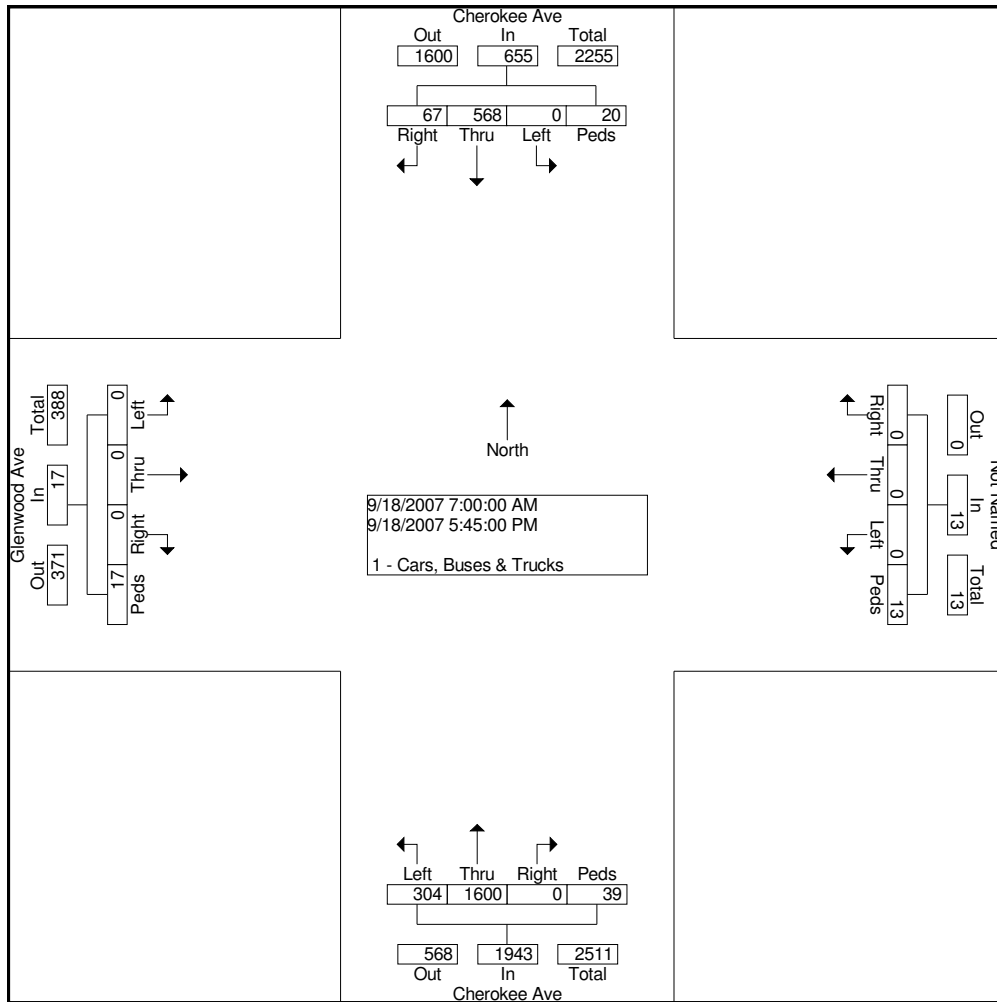 Cherokee Ave
Out In Total
1600 655 2255
67 568 0 20
Right Thru Left Peds
Glenwood Ave
Total In Out
388 17 371
0 0 0 17
Left Thru Right Peds
North
9/18/2007 7:00:00 AM
9/18/2007 5:45:00 PM
1 - Cars, Buses & Trucks
Right Thru Left Peds
0 0 0 13
Out In Total
0 13 13
Not Named
Left Thru Right Peds
304 1600 0 39
568 1943 2511
Out In Total
Cherokee Ave